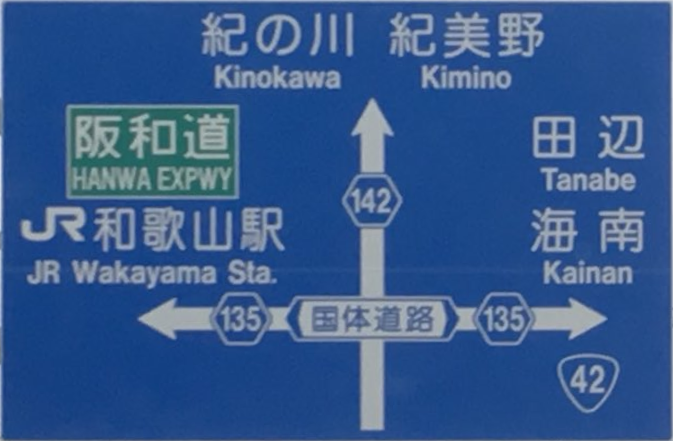 紀の川 紀美野
Kinokawa Kimino
阪和道
HANWA EXPWY
JR和歌山駅
JR Wakayama Sta.
142
田辺
Tanabe
海南
Kainan
135 国体道路 135
42